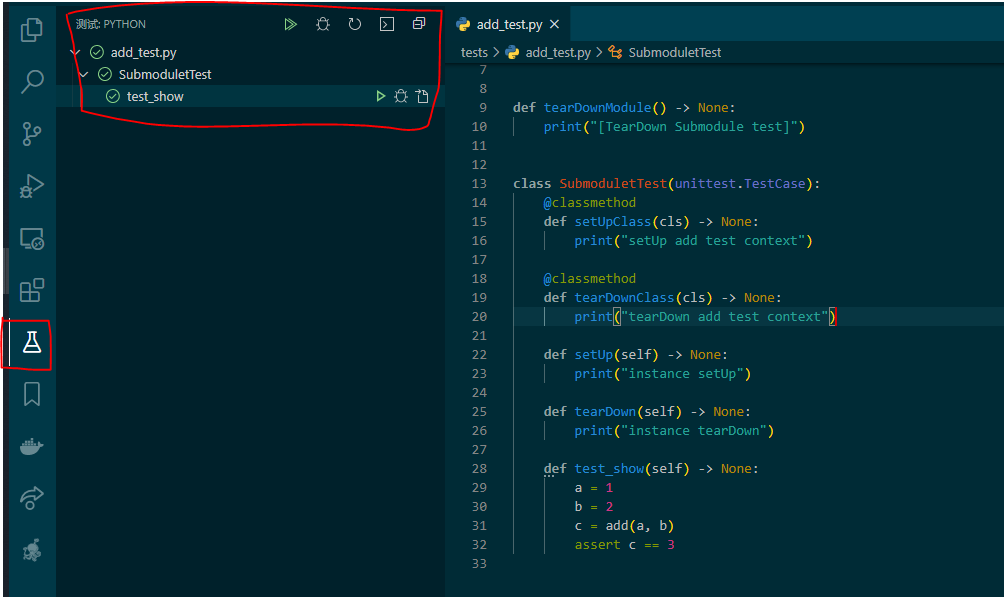 测试: PYTHON
add_test.py
SubmoduletTest
test_show
add_test.py
tests > add_test.py > SubmoduletTest
7
8
9 def tearDownModule() -> None:
10 print("[TearDown Submodule test]")
11
12
13 class SubmoduletTest(unittest.TestCase):
14 @classmethod
15 def setUpClass(cls) -> None:
16 print("setUp add test context")
17
18 @classmethod
19 def tearDownClass(cls) -> None:
20 print("tearDown add test context")
21
22 def setUp(self) -> None:
23 print("instance setUp")
24
25 def tearDown(self) -> None:
26 print("instance tearDown")
27
28 def test_show(self) -> None:
29 a = 1
30 b = 2
31 c = add(a, b)
32 assert c == 3
33